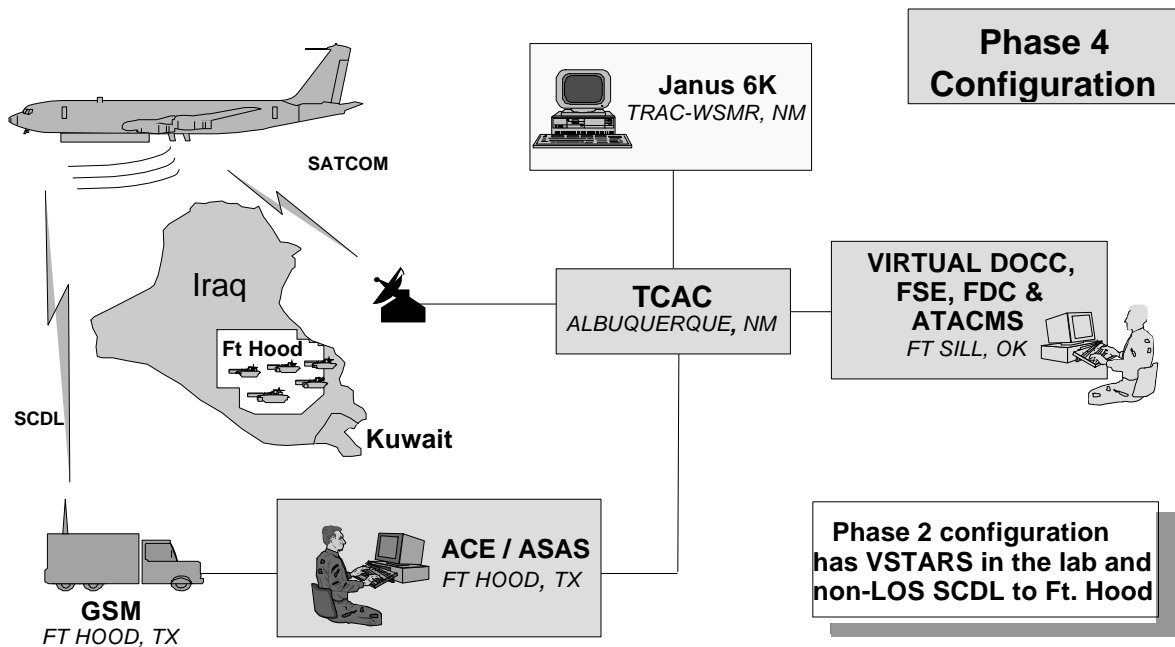 Phase 4
Configuration
Janus 6K
TRAC-WSMR, NM
SATCOM
Iraq
Ft Hood
Kuwait
SCDL
TCAC
ALBUQUERQUE, NM
VIRTUAL DOCC,
FSE, FDC &
ATACMS
FT SILL, OK
GSM
FT HOOD, TX
ACE / ASAS
FT HOOD, TX
Phase 2 configuration
has VSTARS in the lab and
non-LOS SCDL to Ft. Hood